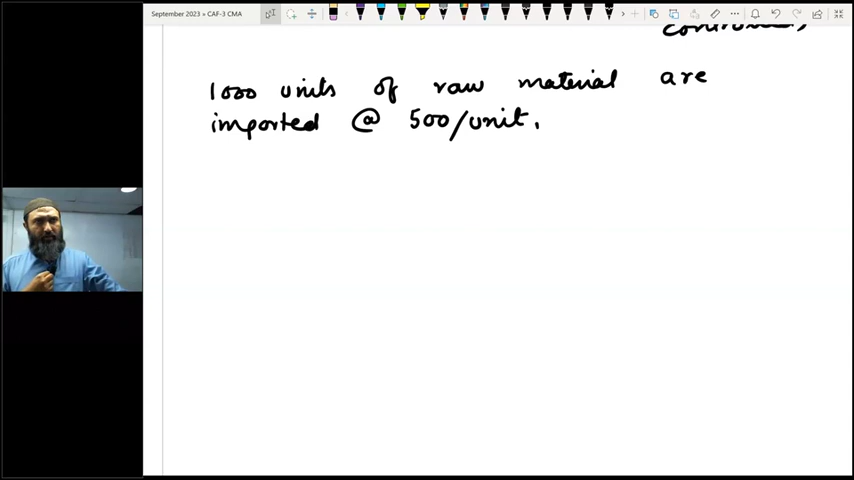 September 2023 » CAF-3 CMA
1000 units of raw material are
imported @ 500/unit.